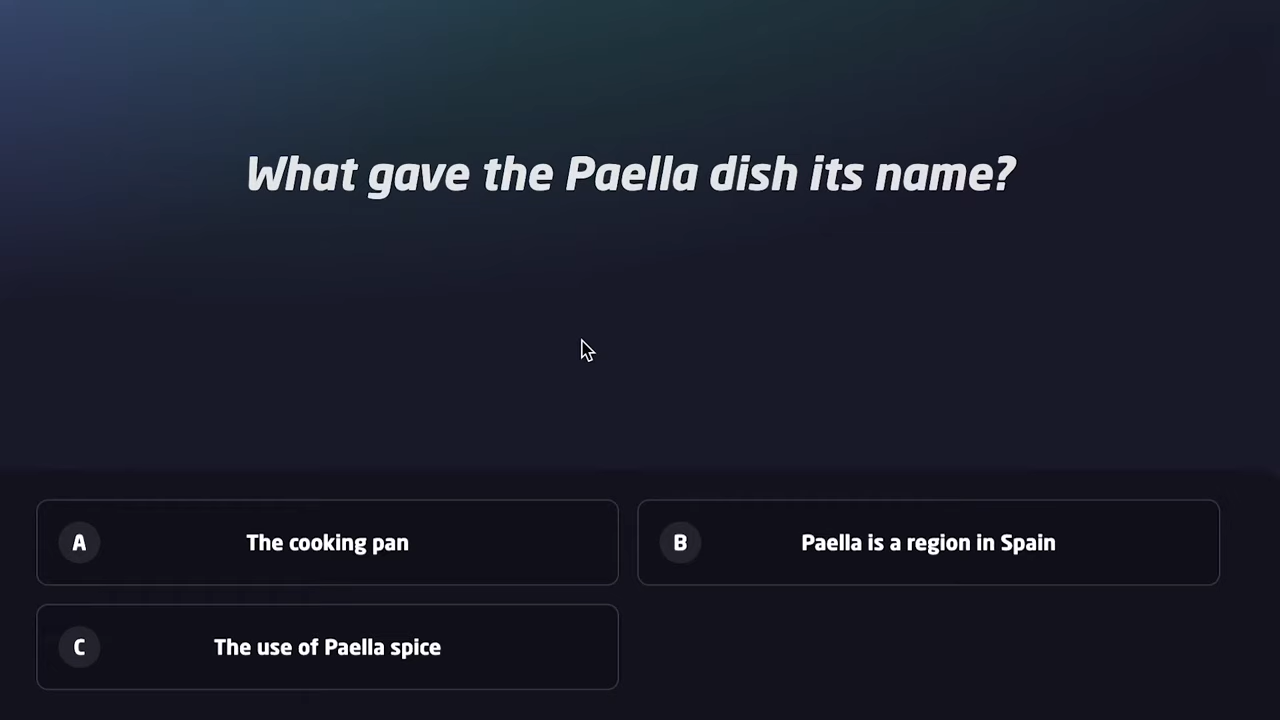 What gave the Paella dish its name?
A The cooking pan
B Paella is a region in Spain
C The use of Paella spice